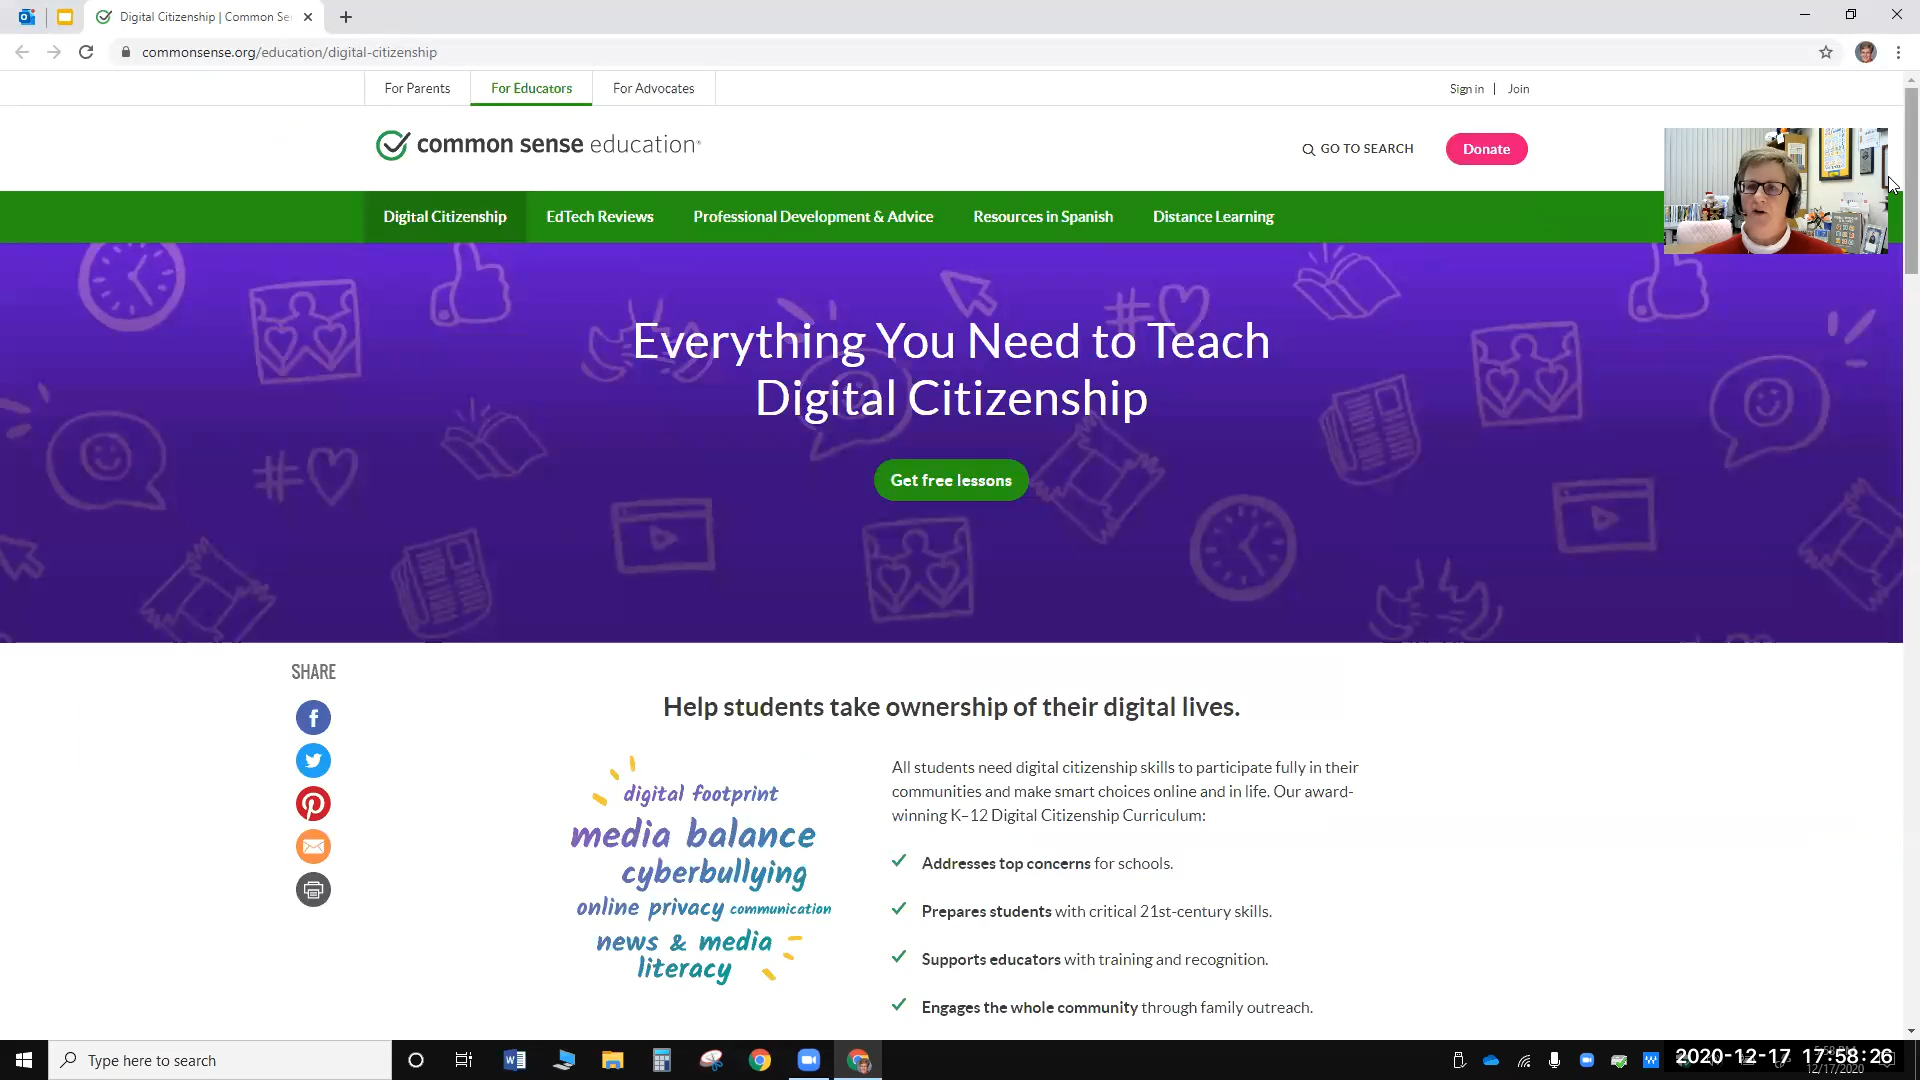 Digital Citizenship | Common Se
commonsense.org/education/digital-citizenship
For Parents
For Educators
For Advocates
Sign in | Join
common sense education®
GO TO SEARCH
Donate
Digital Citizenship
EdTech Reviews
Professional Development & Advice
Resources in Spanish
Distance Learning
Everything You Need to Teach
Digital Citizenship
Get free lessons
SHARE
Help students take ownership of their digital lives.
digital footprint
media balance
cyberbullying
online privacy communication
news & media
literacy
All students need digital citizenship skills to participate fully in their
communities and make smart choices online and in life. Our award-
winning K–12 Digital Citizenship Curriculum:
Addresses top concerns for schools.
Prepares students with critical 21st-century skills.
Supports educators with training and recognition.
Engages the whole community through family outreach.
Type here to search
2020-12-17 17:58:26
12/17/2020